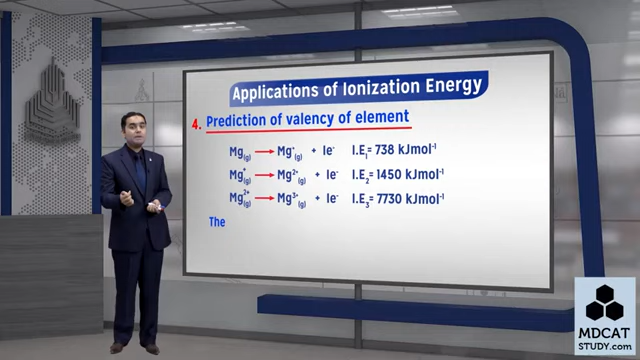 Applications of Ionization Energy
4. Prediction of valency of element
Mg(g) → Mg⁺(g) + Ie⁻ I.E₁= 738 kJmol⁻¹
Mg⁺(g) → Mg²⁺(g) + Ie⁻ I.E₂= 1450 kJmol⁻¹
Mg²⁺(g) → Mg³⁺(g) + Ie⁻ I.E₃= 7730 kJmol⁻¹
The
MDCAT
STUDY.com